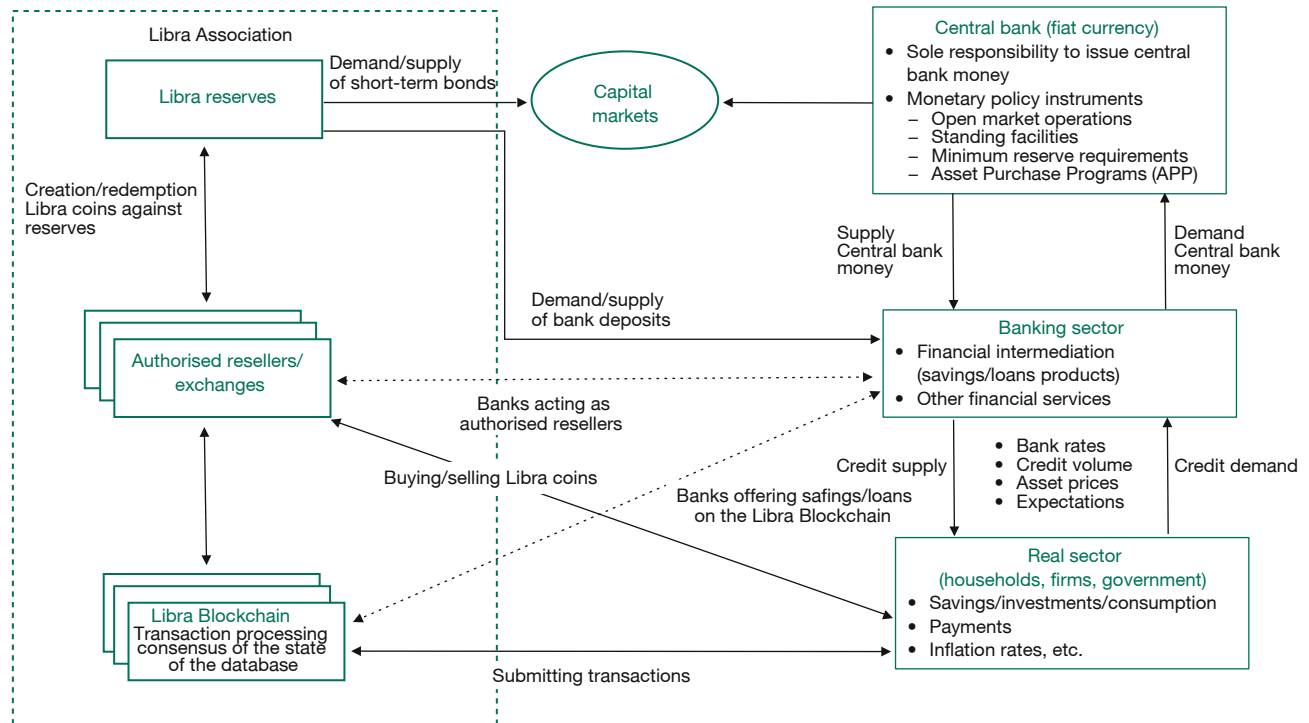 Libra Association
Libra reserves
Demand/supply
of short-term bonds
Capital
markets
Central bank (fiat currency)
• Sole responsibility to issue central
bank money
• Monetary policy instruments
– Open market operations
– Standing facilities
– Minimum reserve requirements
– Asset Purchase Programs (APP)
Creation/redemption
Libra coins against
reserves
Supply
Central bank
money
Demand
Central bank
money
Demand/supply
of bank deposits
Authorised resellers/
exchanges
Banking sector
• Financial intermediation
(savings/loans products)
• Other financial services
Banks acting as
authorised resellers
Buying/selling Libra coins
Banks offering safings/loans
on the Libra Blockchain
Credit supply
• Bank rates
• Credit volume
• Asset prices
• Expectations
Credit demand
Libra Blockchain
Transaction processing
consensus of the state
of the database
Real sector
(households, firms, government)
• Savings/investments/consumption
• Payments
• Inflation rates, etc.
Submitting transactions